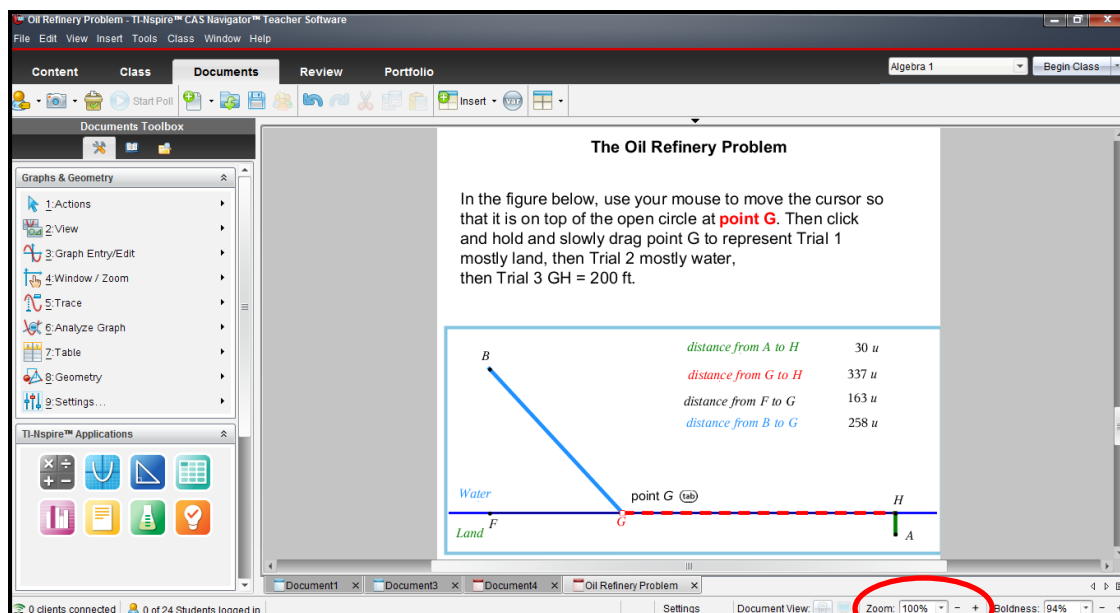 Oil Refinery Problem - TI-Nspire™ CAS Navigator™ Teacher Software
File Edit View Insert Tools Class Window Help
Content Class Documents Review Portfolio
Algebra 1 Begin Class
Start Poll Insert var
Documents Toolbox
Graphs & Geometry
1:Actions
2:View
3:Graph Entry/Edit
4:Window / Zoom
5:Trace
6:Analyze Graph
7:Table
8:Geometry
9:Settings...
TI-Nspire™ Applications
The Oil Refinery Problem
In the figure below, use your mouse to move the cursor so
that it is on top of the open circle at point G. Then click
and hold and slowly drag point G to represent Trial 1
mostly land, then Trial 2 mostly water,
then Trial 3 GH = 200 ft.
B
distance from A to H 30 u
distance from G to H 337 u
distance from F to G 163 u
distance from B to G 258 u
Water
point G tab
H
Land
F
G
A
Document1 Document3 Document4 Oil Refinery Problem
0 clients connected 0 of 24 Students logged in Settings Document View: Zoom: 100% - + Boldness: 94% - +